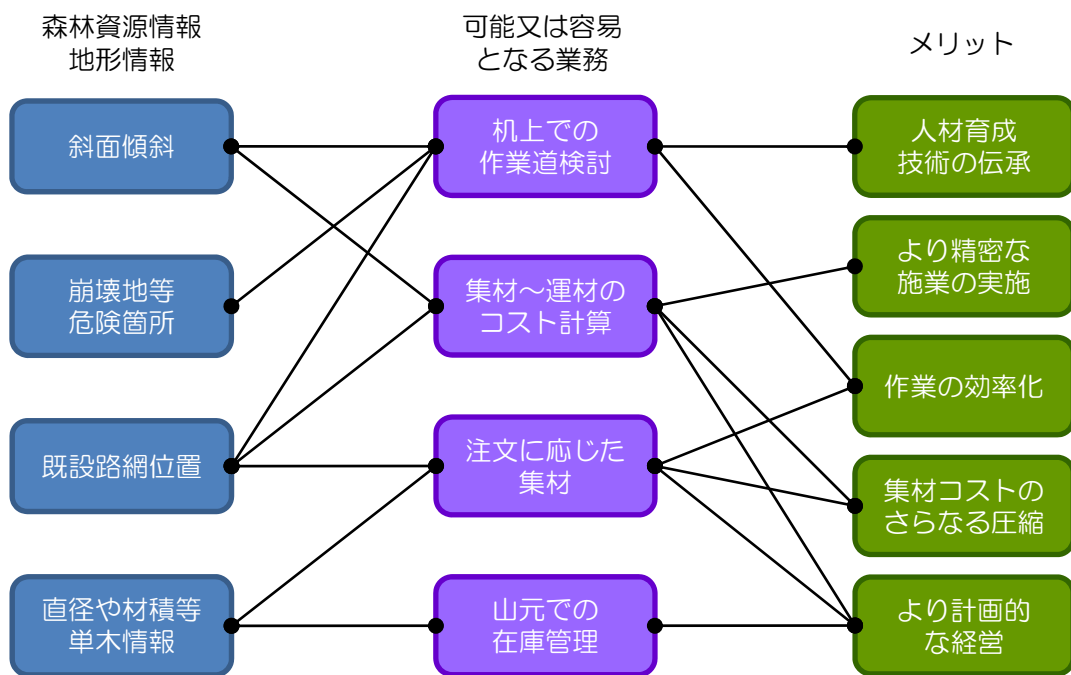 森林資源情報
地形情報
可能又は容易
となる業務
メリット
斜面傾斜
崩壊地等
危険箇所
既設路網位置
直径や材積等
単木情報
机上での
作業道検討
集材～運材の
コスト計算
注文に応じた
集材
山元での
在庫管理
人材育成
技術の伝承
より精密な
施業の実施
作業の効率化
集材コストの
さらなる圧縮
より計画的
な経営